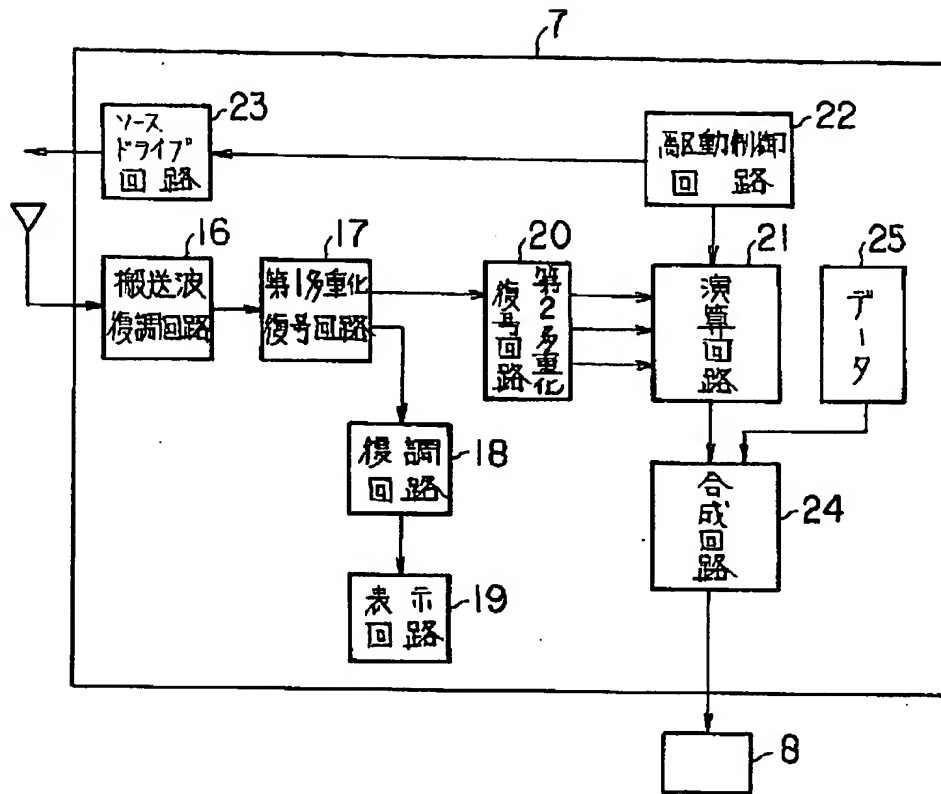 7
23
ソース
ドライブ
回路
22
駆動制御
回路
16
搬送波
復調回路
17
第1多重化
復号回路
20
第2多重化
復号回路
21
演算回路
25
データ
復調
回路
18
合成回路
24
表示
回路
19
8